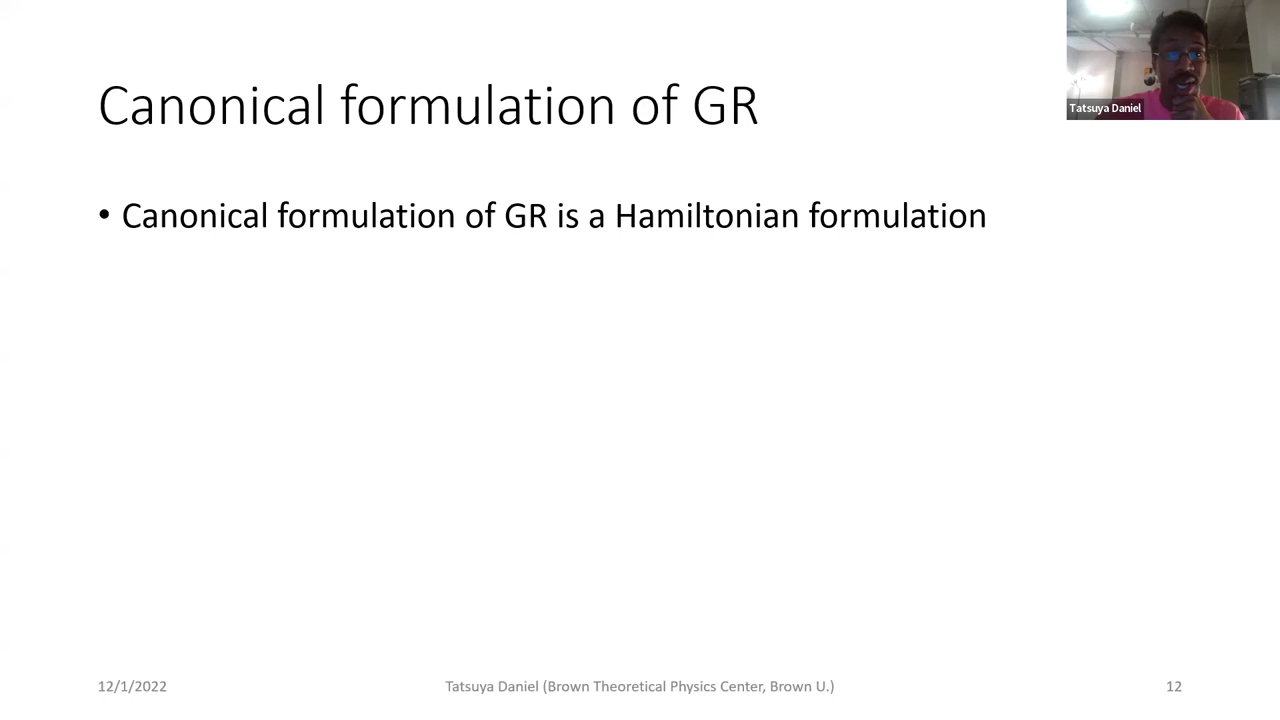 Tatsuya Daniel
Canonical formulation of GR
• Canonical formulation of GR is a Hamiltonian formulation
12/1/2022
Tatsuya Daniel (Brown Theoretical Physics Center, Brown U.)
12